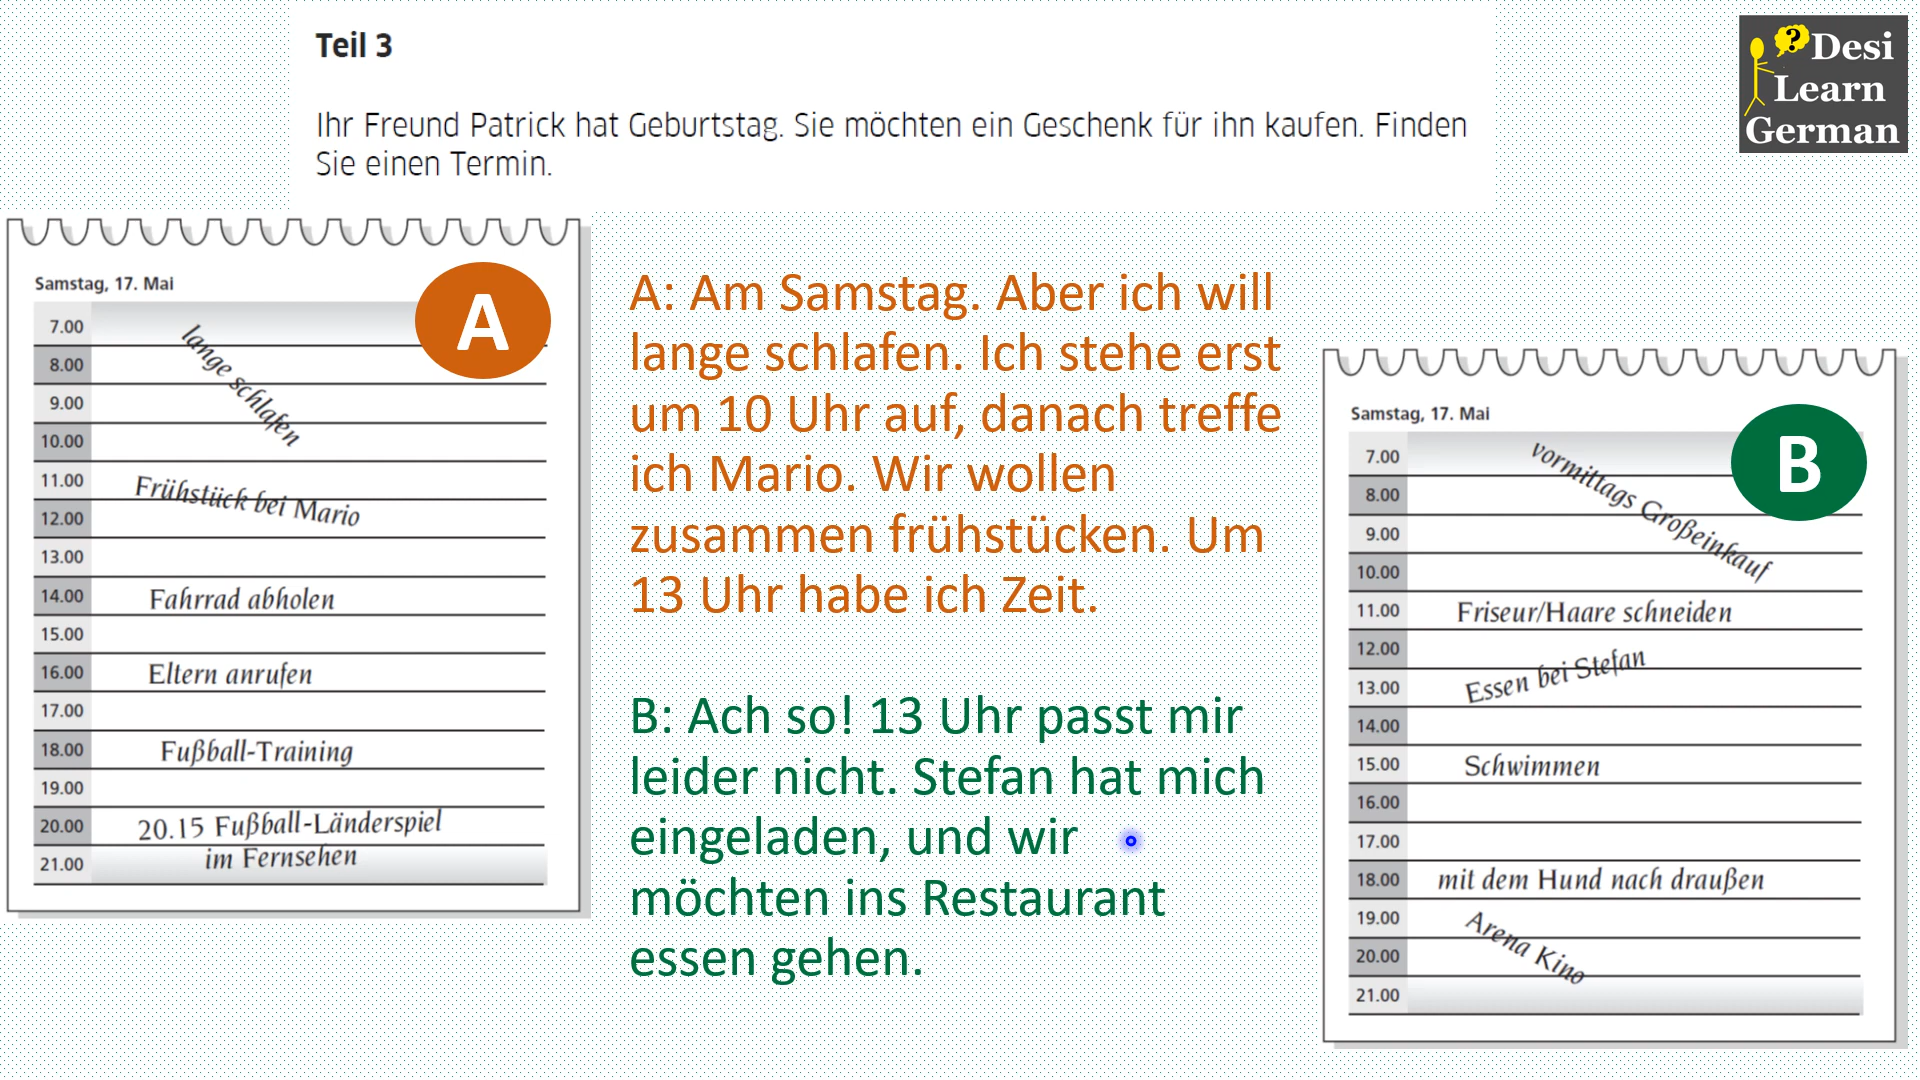 Teil 3
Ihr Freund Patrick hat Geburtstag. Sie möchten ein Geschenk für ihn kaufen. Finden
Sie einen Termin.
? Desi
Learn
German
Samstag, 17. Mai
A
7.00
8.00
9.00
10.00
lange schlafen
11.00
12.00
Frühstück bei Mario
13.00
14.00 Fahrrad abholen
15.00
16.00 Eltern anrufen
17.00
18.00 Fußball-Training
19.00
20.00 20.15 Fußball-Länderspiel
21.00 im Fernsehen
A: Am Samstag. Aber ich will
lange schlafen. Ich stehe erst
um 10 Uhr auf, danach treffe
ich Mario. Wir wollen
zusammen frühstücken. Um
13 Uhr habe ich Zeit.
B: Ach so! 13 Uhr passt mir
leider nicht. Stefan hat mich
eingeladen, und wir
möchten ins Restaurant
essen gehen.
Samstag, 17. Mai
B
7.00
8.00
9.00
10.00
vormittags Großeinkauf
11.00 Friseur/Haare schneiden
12.00
13.00
Essen bei Stefan
14.00
15.00 Schwimmen
16.00
17.00
18.00 mit dem Hund nach draußen
19.00
20.00
Arena Kino
21.00